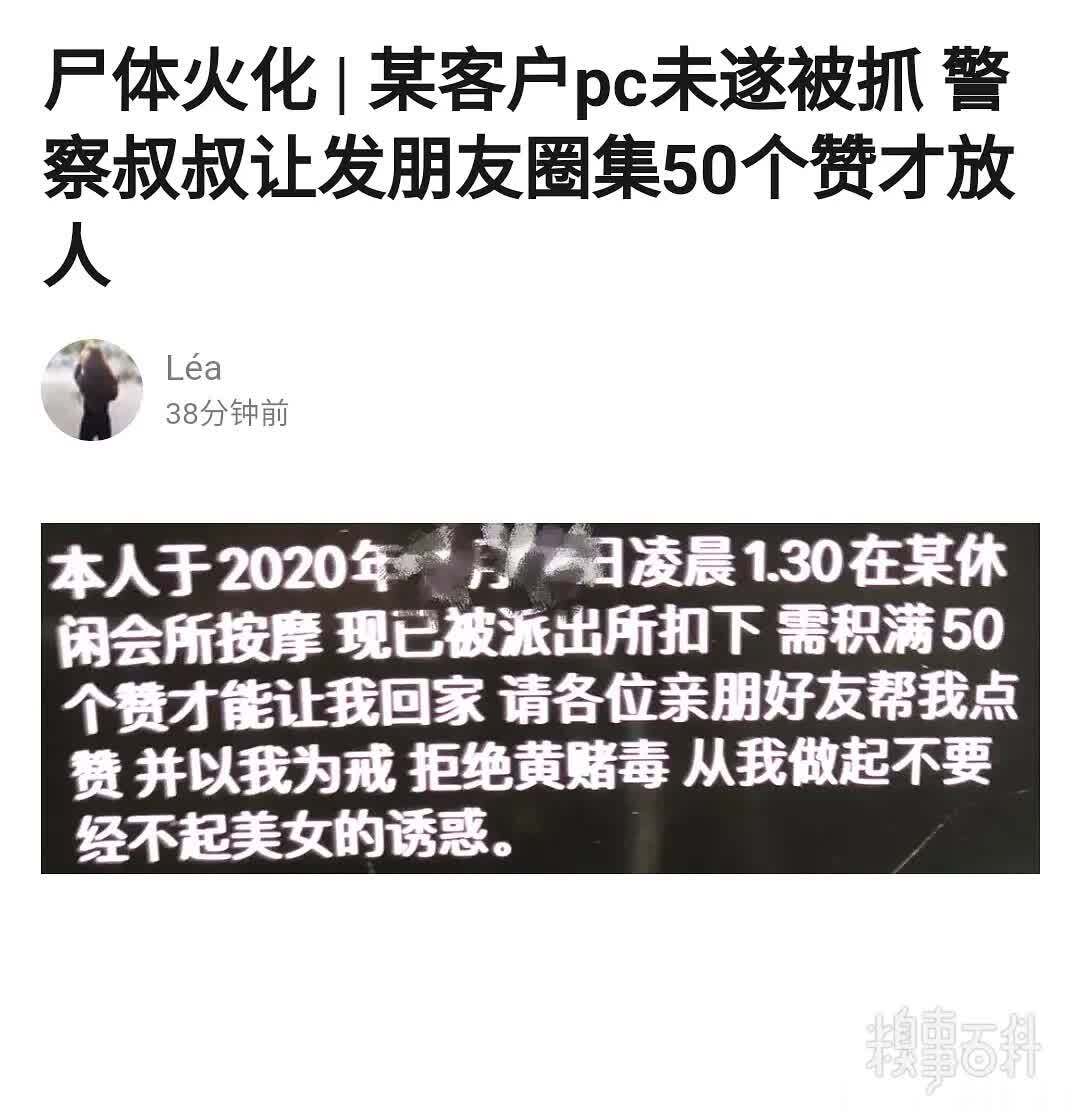 尸体火化 | 某客户pc未遂被抓 警
察叔叔让发朋友圈集50个赞才放
人
Léa
38分钟前
本人于2020年 月 日凌晨1.30在某休
闲会所按摩 现已被派出所扣下 需积满50
个赞才能让我回家 请各位亲朋好友帮我点
赞 并以我为戒 拒绝黄赌毒 从我做起不要
经不起美女的诱惑。
糗事百科